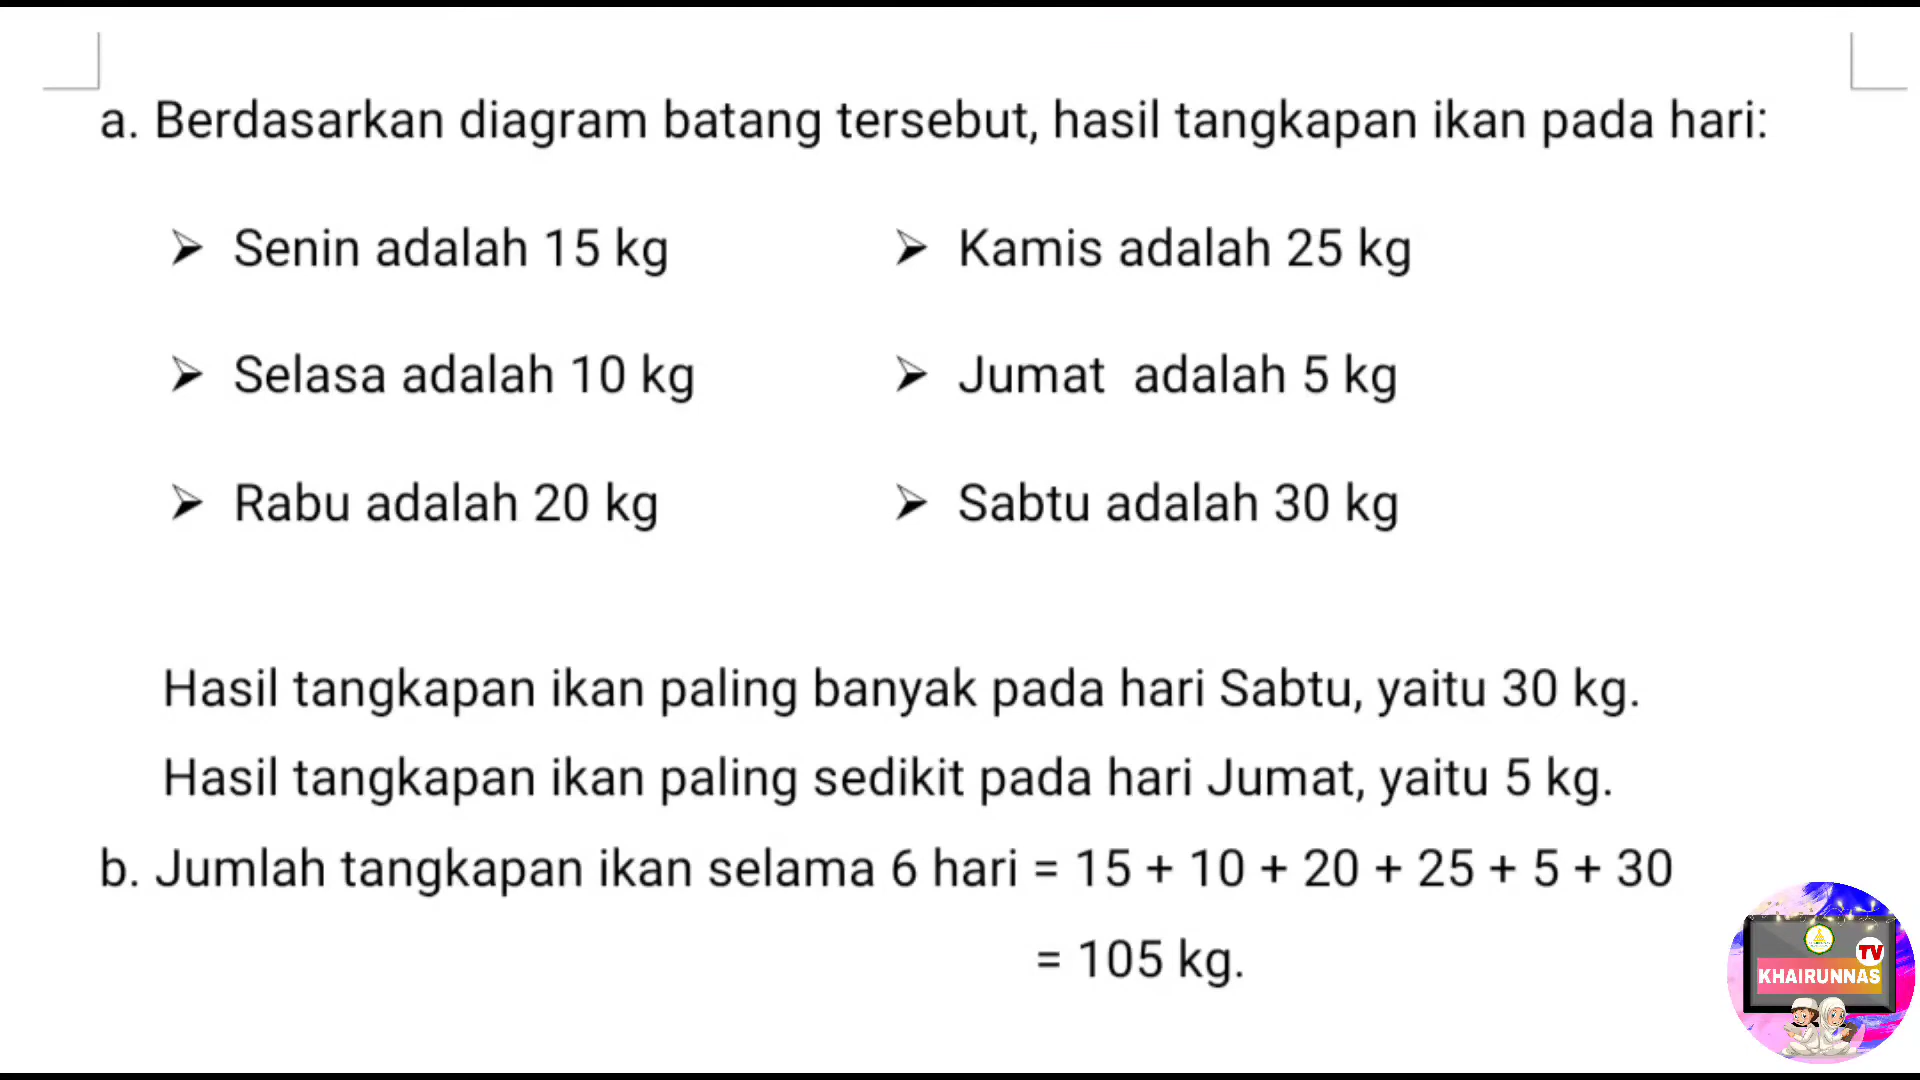 a. Berdasarkan diagram batang tersebut, hasil tangkapan ikan pada hari:
➢ Senin adalah 15 kg
➢ Selasa adalah 10 kg
➢ Rabu adalah 20 kg
➢ Kamis adalah 25 kg
➢ Jumat adalah 5 kg
➢ Sabtu adalah 30 kg
Hasil tangkapan ikan paling banyak pada hari Sabtu, yaitu 30 kg.
Hasil tangkapan ikan paling sedikit pada hari Jumat, yaitu 5 kg.
b. Jumlah tangkapan ikan selama 6 hari = 15 + 10 + 20 + 25 + 5 + 30
= 105 kg.
TV
KHAIRUNNAS